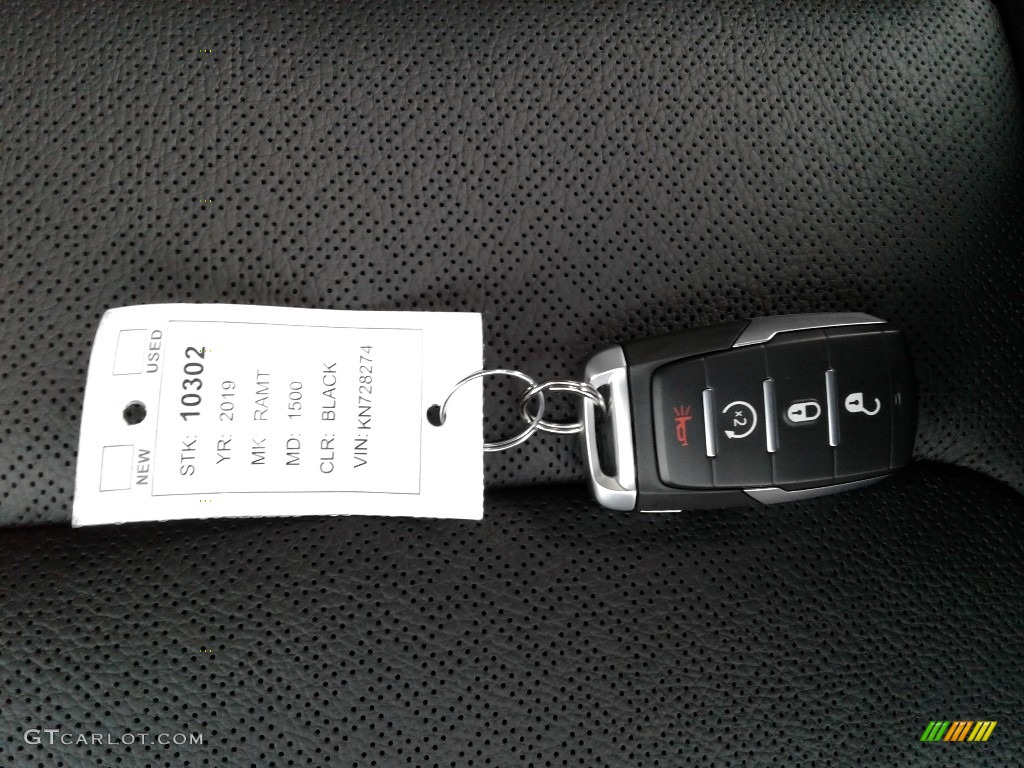 USED
NEW
STK: 10302
YR: 2019
MK RAMT
MD: 1500
CLR: BLACK
VIN: KN728274
x2
GTCARLOT.COM